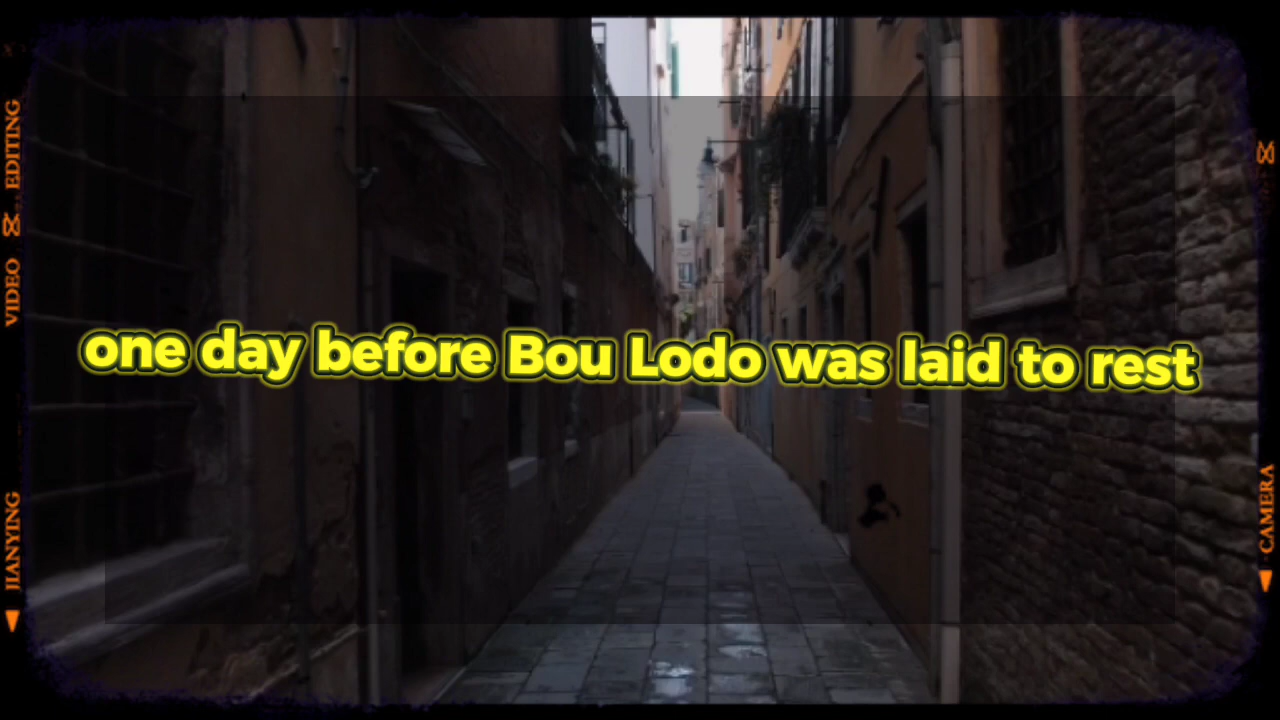 one day before Bou Lodo was laid to rest
JIANYING
VIDEO
EDITING
CAMERA